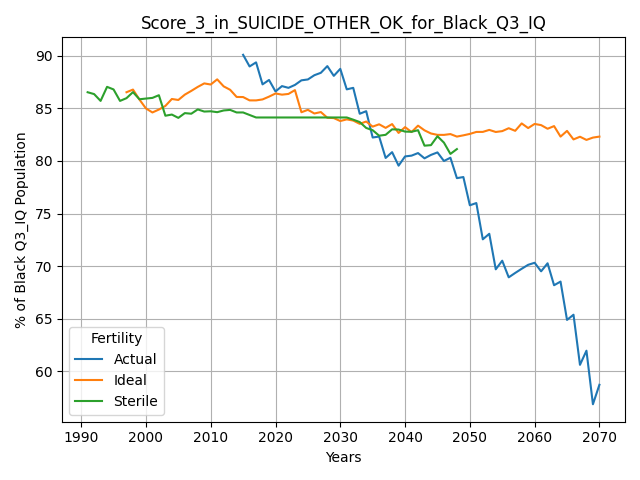 Score_3_in_SUICIDE_OTHER_OK_for_Black_Q3_IQ
% of Black Q3_IQ Population
90
85
80
75
70
65
60
Fertility
Actual
Ideal
Sterile
1990 2000 2010 2020 2030 2040 2050 2060 2070
Years